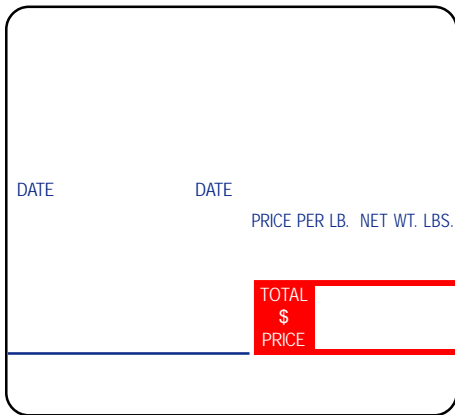 DATE DATE
PRICE PER LB. NET WT. LBS.
TOTAL
$
PRICE